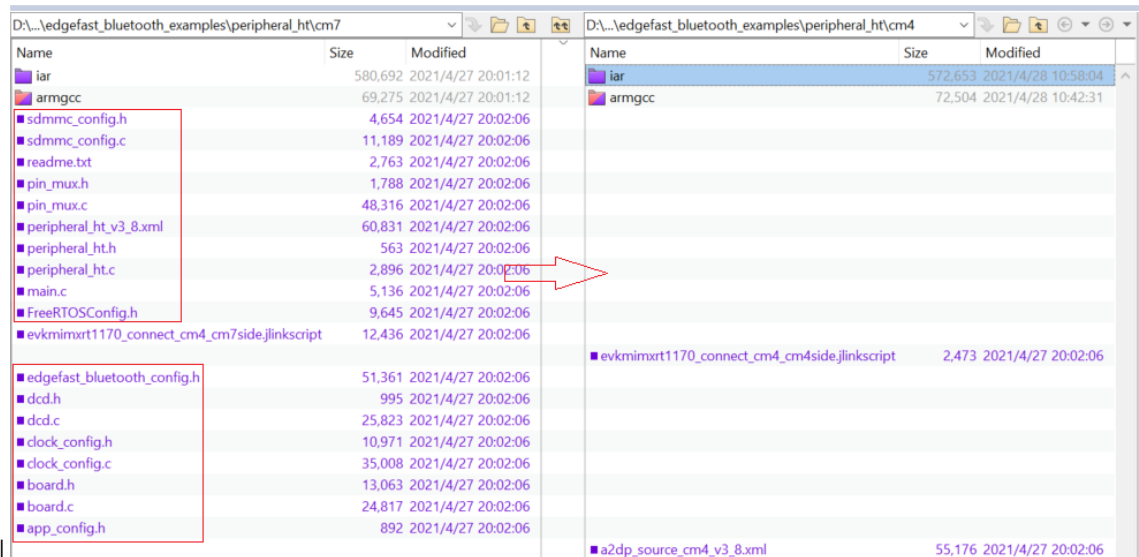 D:\...\edgefast_bluetooth_examples\peripheral_ht\cm7 D:\...\edgefast_bluetooth_examples\peripheral_ht\cm4
Name Size Modified Name Size Modified
iar 580,692 2021/4/27 20:01:12 iar 572,653 2021/4/28 10:58:04
armgcc 69,275 2021/4/27 20:01:12 armgcc 72,504 2021/4/28 10:42:31
sdmmc_config.h 4,654 2021/4/27 20:02:06
sdmmc_config.c 11,189 2021/4/27 20:02:06
readme.txt 2,763 2021/4/27 20:02:06
pin_mux.h 1,788 2021/4/27 20:02:06
pin_mux.c 48,316 2021/4/27 20:02:06
peripheral_ht_v3_8.xml 60,831 2021/4/27 20:02:06
peripheral_ht.h 563 2021/4/27 20:02:06
peripheral_ht.c 2,896 2021/4/27 20:02:06
main.c 5,136 2021/4/27 20:02:06
FreeRTOSConfig.h 9,645 2021/4/27 20:02:06
evkmimxrt1170_connect_cm4_cm7side.jlinkscript 12,436 2021/4/27 20:02:06
evkmimxrt1170_connect_cm4_cm4side.jlinkscript 2,473 2021/4/27 20:02:06
edgefast_bluetooth_config.h 51,361 2021/4/27 20:02:06
dcd.h 995 2021/4/27 20:02:06
dcd.c 25,823 2021/4/27 20:02:06
clock_config.h 10,971 2021/4/27 20:02:06
clock_config.c 35,008 2021/4/27 20:02:06
board.h 13,063 2021/4/27 20:02:06
board.c 24,817 2021/4/27 20:02:06
app_config.h 892 2021/4/27 20:02:06
a2dp_source_cm4_v3_8.xml 55,176 2021/4/27 20:02:06